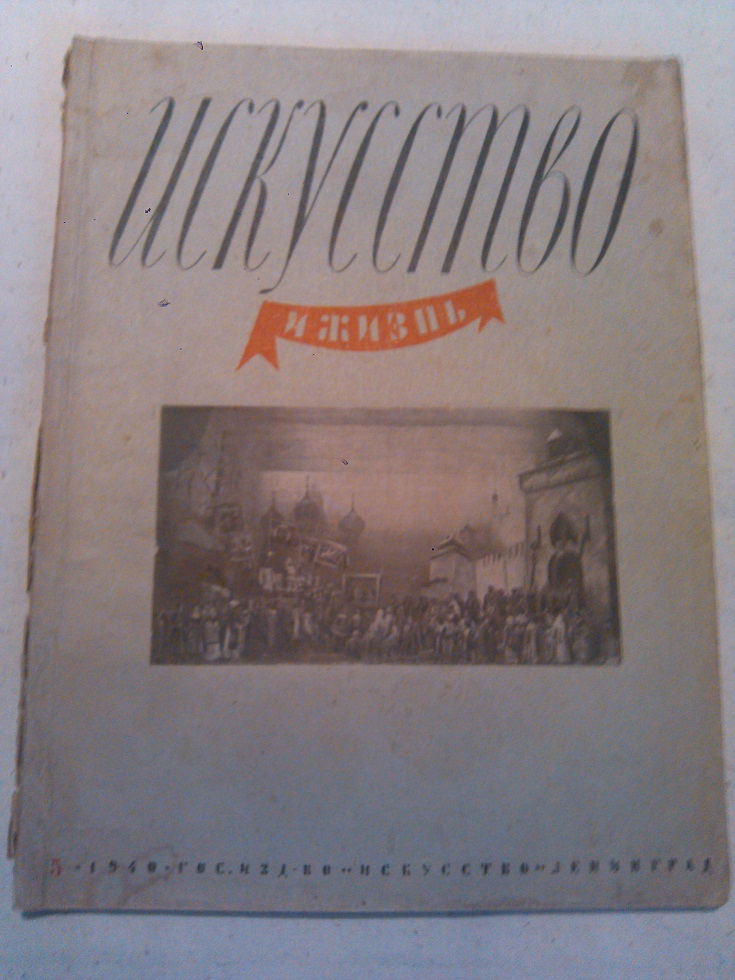 ИСКУССТВО
И ЖИЗНЬ
5 • 1940 • ГОС. ИЗД-ВО "ИСКУССТВО" ЛЕНИНГРАД